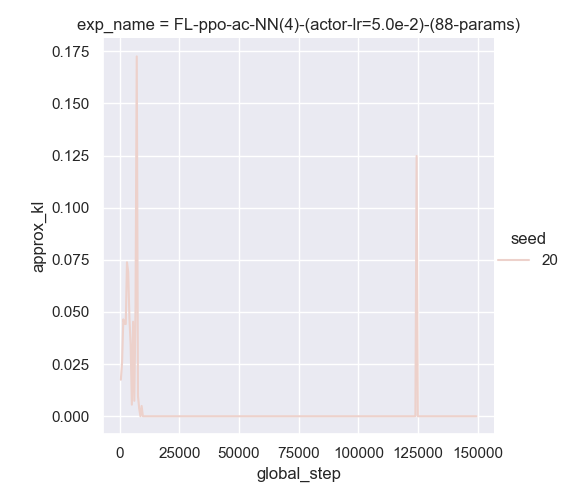 exp_name = FL-ppo-ac-NN(4)-(actor-lr=5.0e-2)-(88-params)
0.175
0.150
0.125
0.100
0.075
0.050
0.025
0.000
approx_kl
0 25000 50000 75000 100000 125000 150000
global_step
seed
20